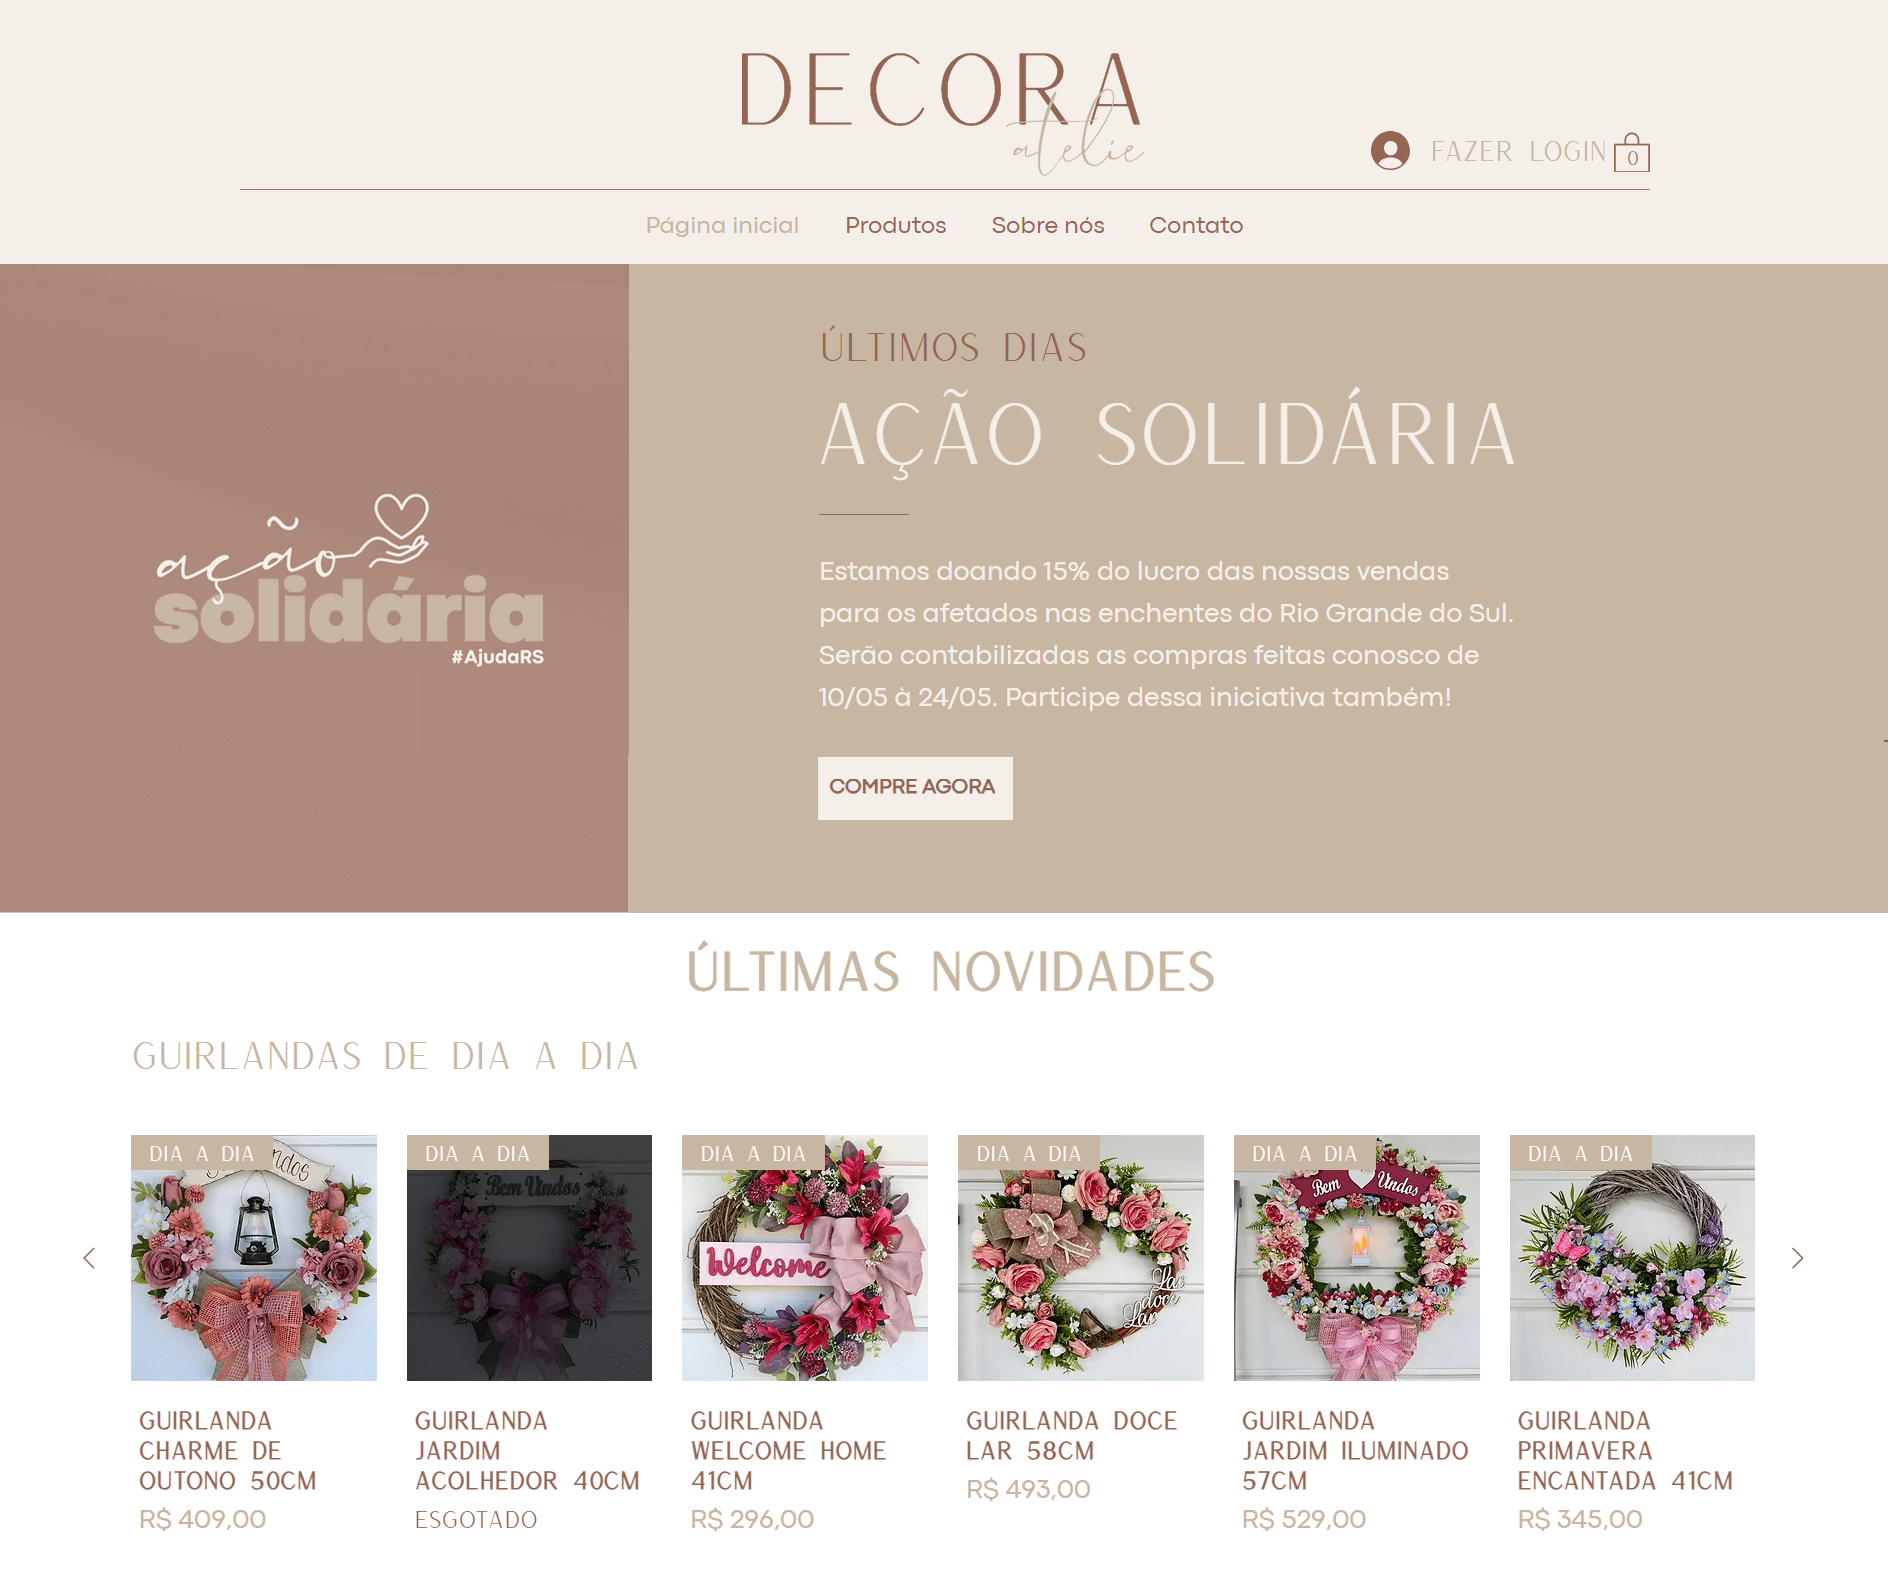 DECORA
atelie
FAZER LOGIN
0
Página inicial
Produtos
Sobre nós
Contato
ação
solidária
#AjudaRS
ÚLTIMOS DIAS
AÇÃO SOLIDÁRIA
Estamos doando 15% do lucro das nossas vendas
para os afetados nas enchentes do Rio Grande do Sul.
Serão contabilizadas as compras feitas conosco de
10/05 à 24/05. Participe dessa iniciativa também!
COMPRE AGORA
ÚLTIMAS NOVIDADES
GUIRLANDAS DE DIA A DIA
DIA A DIA
GUIRLANDA
CHARME DE
OUTONO 50CM
R$ 409,00
DIA A DIA
Bem Vindos
GUIRLANDA
JARDIM
ACOLHEDOR 40CM
ESGOTADO
DIA A DIA
Welcome
GUIRLANDA
WELCOME HOME
41CM
R$ 296,00
DIA A DIA
Lar
doce
Lar
GUIRLANDA DOCE
LAR 58CM
R$ 493,00
DIA A DIA
Bem Vindos
GUIRLANDA
JARDIM ILUMINADO
57CM
R$ 529,00
DIA A DIA
GUIRLANDA
PRIMAVERA
ENCANTADA 41CM
R$ 345,00